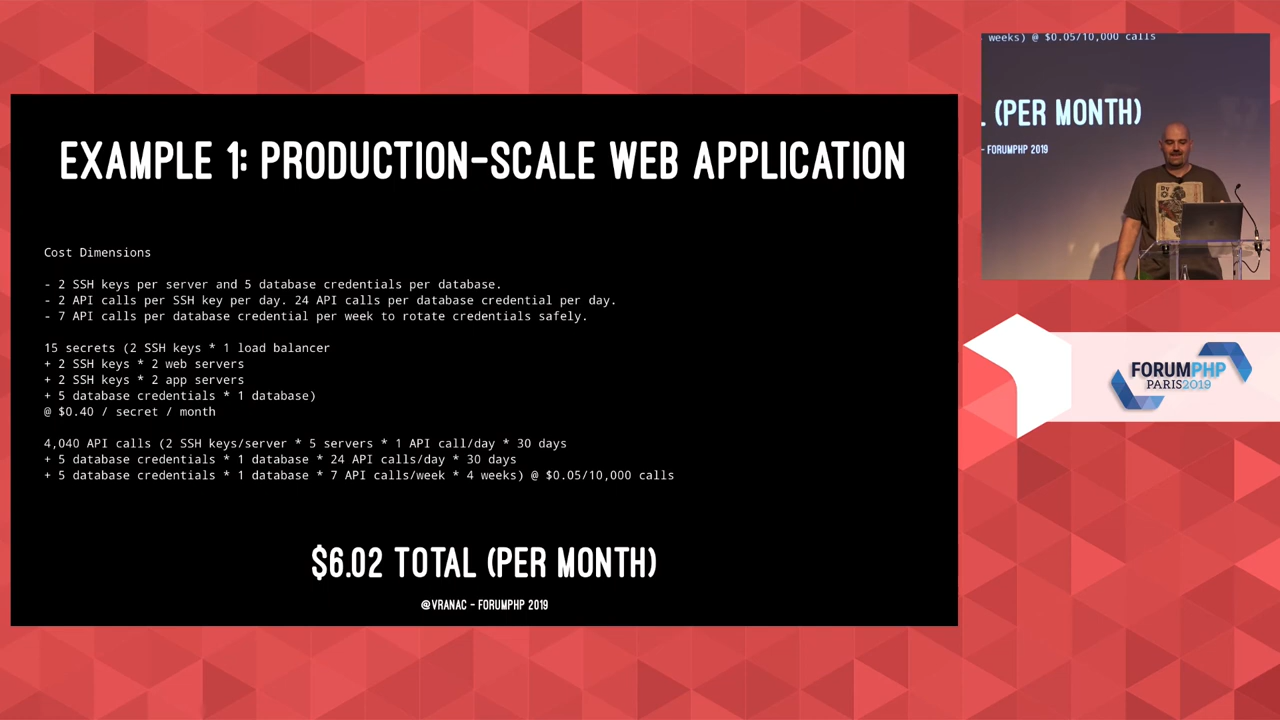 EXAMPLE 1: PRODUCTION-SCALE WEB APPLICATION
Cost Dimensions
- 2 SSH keys per server and 5 database credentials per database.
- 2 API calls per SSH key per day. 24 API calls per database credential per day.
- 7 API calls per database credential per week to rotate credentials safely.
15 secrets (2 SSH keys * 1 load balancer
+ 2 SSH keys * 2 web servers
+ 2 SSH keys * 2 app servers
+ 5 database credentials * 1 database)
@ $0.40 / secret / month
4,040 API calls (2 SSH keys/server * 5 servers * 1 API call/day * 30 days
+ 5 database credentials * 1 database * 24 API calls/day * 30 days
+ 5 database credentials * 1 database * 7 API calls/week * 4 weeks) @ $0.05/10,000 calls
$6.02 TOTAL (PER MONTH)
@VRANAC - FORUMPHP 2019
weeks) @ $0.05/10,000 calls
(PER MONTH)
- FORUMPHP 2019
FORUMPHP
PARIS2019